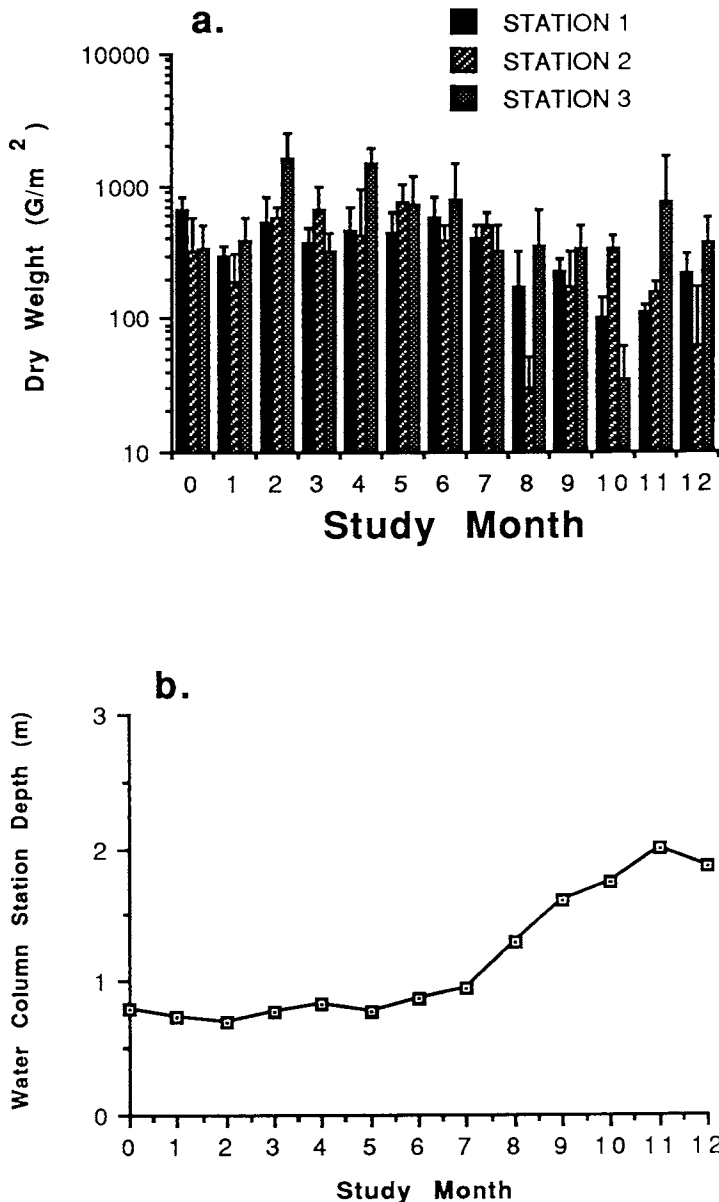 a.
STATION 1
STATION 2
STATION 3
10000
1000
100
10
Dry Weight (G/m²)
0 1 2 3 4 5 6 7 8 9 10 11 12
Study Month
b.
3
2
1
0
Water Column Station Depth (m)
0 1 2 3 4 5 6 7 8 9 10 11 12
Study Month